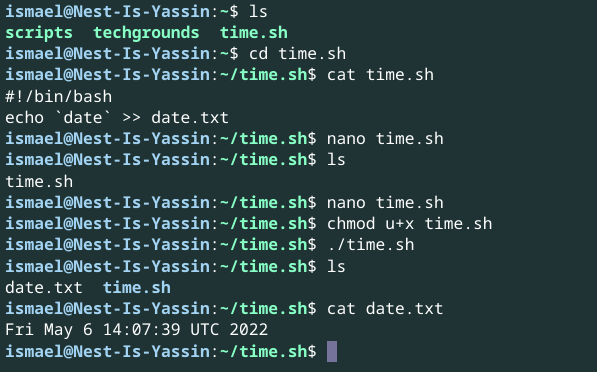 ismael@Nest-Is-Yassin:~$ ls
scripts  techgrounds  time.sh
ismael@Nest-Is-Yassin:~$ cd time.sh
ismael@Nest-Is-Yassin:~/time.sh$ cat time.sh
#!/bin/bash
echo `date` >> date.txt
ismael@Nest-Is-Yassin:~/time.sh$ nano time.sh
ismael@Nest-Is-Yassin:~/time.sh$ ls
time.sh
ismael@Nest-Is-Yassin:~/time.sh$ nano time.sh
ismael@Nest-Is-Yassin:~/time.sh$ chmod u+x time.sh
ismael@Nest-Is-Yassin:~/time.sh$ ./time.sh
ismael@Nest-Is-Yassin:~/time.sh$ ls
date.txt  time.sh
ismael@Nest-Is-Yassin:~/time.sh$ cat date.txt
Fri May 6 14:07:39 UTC 2022
ismael@Nest-Is-Yassin:~/time.sh$